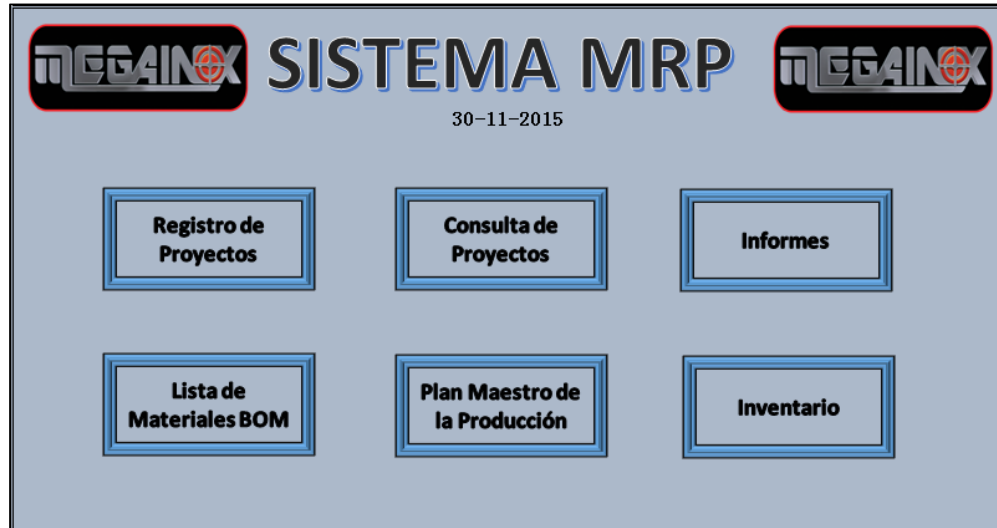 MEGAINOX SISTEMA MRP MEGAINOX
30-11-2015
Registro de
Proyectos
Consulta de
Proyectos
Informes
Lista de
Materiales BOM
Plan Maestro de
la Producción
Inventario